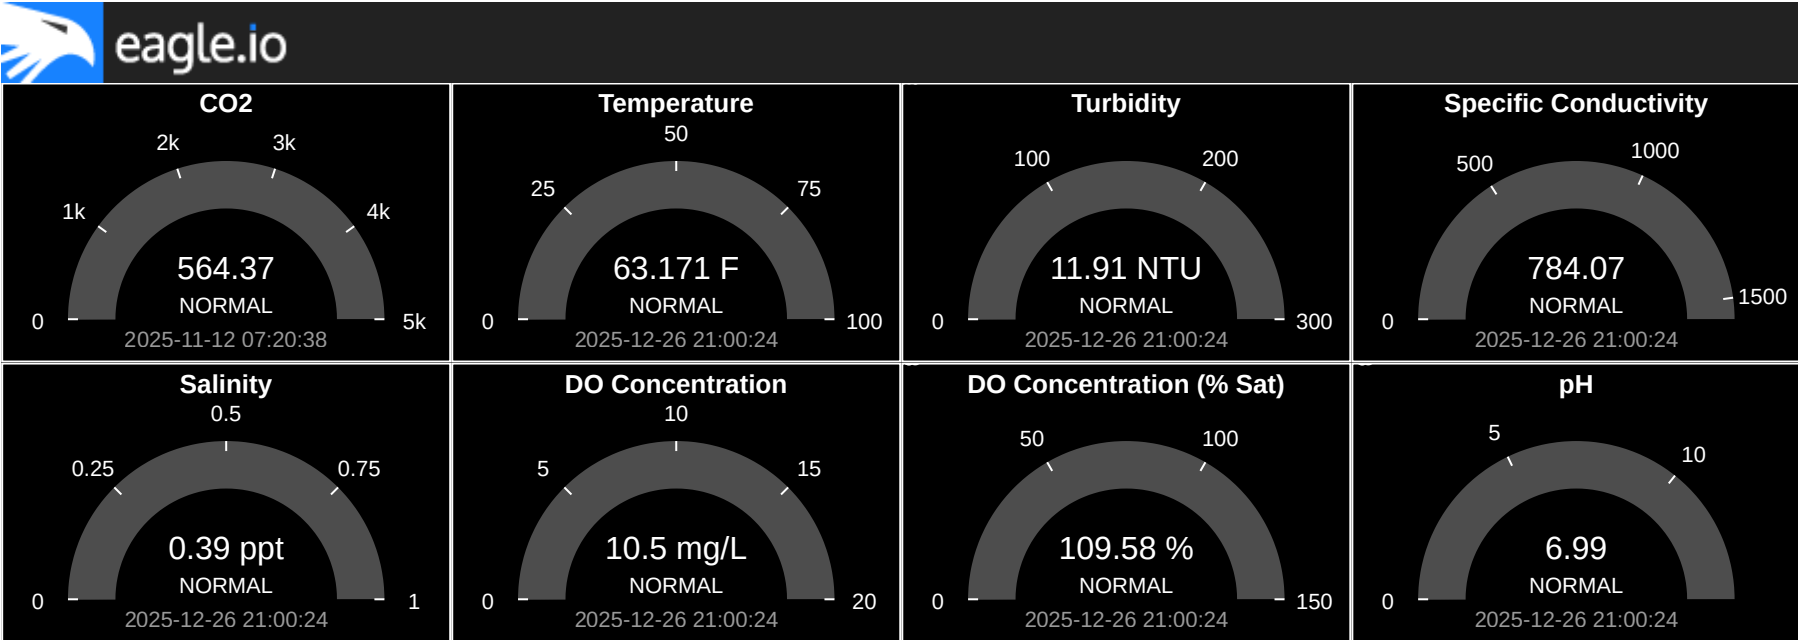 eagle.io
CO2
2k
3k
1k
4k
564.37
NORMAL
0
5k
2025-11-12 07:20:38
Temperature
50
25
75
63.171 F
NORMAL
0
100
2025-12-26 21:00:24
Turbidity
100
200
11.91 NTU
NORMAL
0
300
2025-12-26 21:00:24
Specific Conductivity
500
1000
784.07
NORMAL
1500
0
2025-12-26 21:00:24
Salinity
0.5
0.25
0.75
0.39 ppt
NORMAL
0
1
2025-12-26 21:00:24
DO Concentration
10
5
15
10.5 mg/L
NORMAL
0
20
2025-12-26 21:00:24
DO Concentration (% Sat)
50
100
109.58 %
NORMAL
0
150
2025-12-26 21:00:24
pH
5
10
6.99
NORMAL
0
2025-12-26 21:00:24